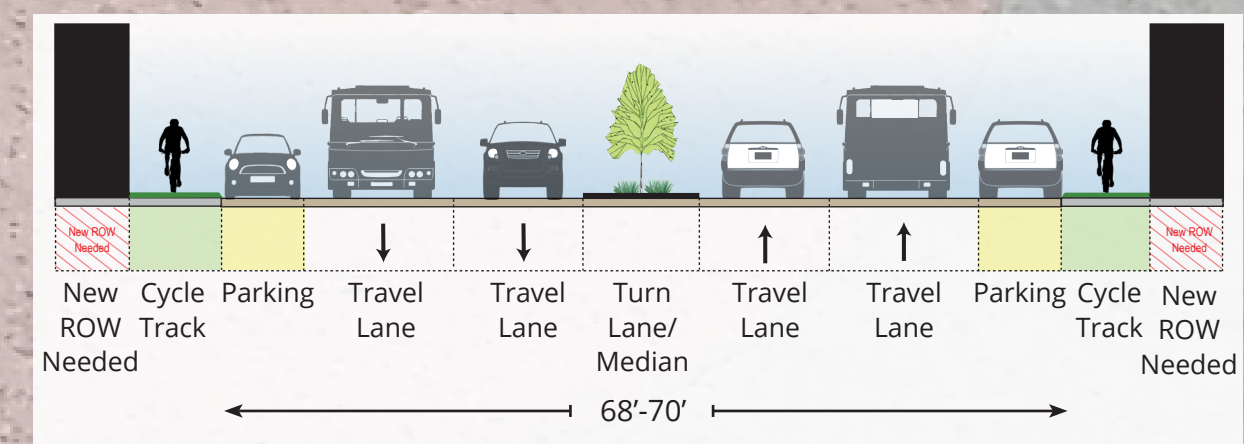 New ROW
Needed
New ROW
Needed
New
ROW
Needed
Cycle
Track
Parking
Travel
Lane
Travel
Lane
Turn
Lane/
Median
Travel
Lane
Travel
Lane
Parking
Cycle
Track
New
ROW
Needed
68'-70'